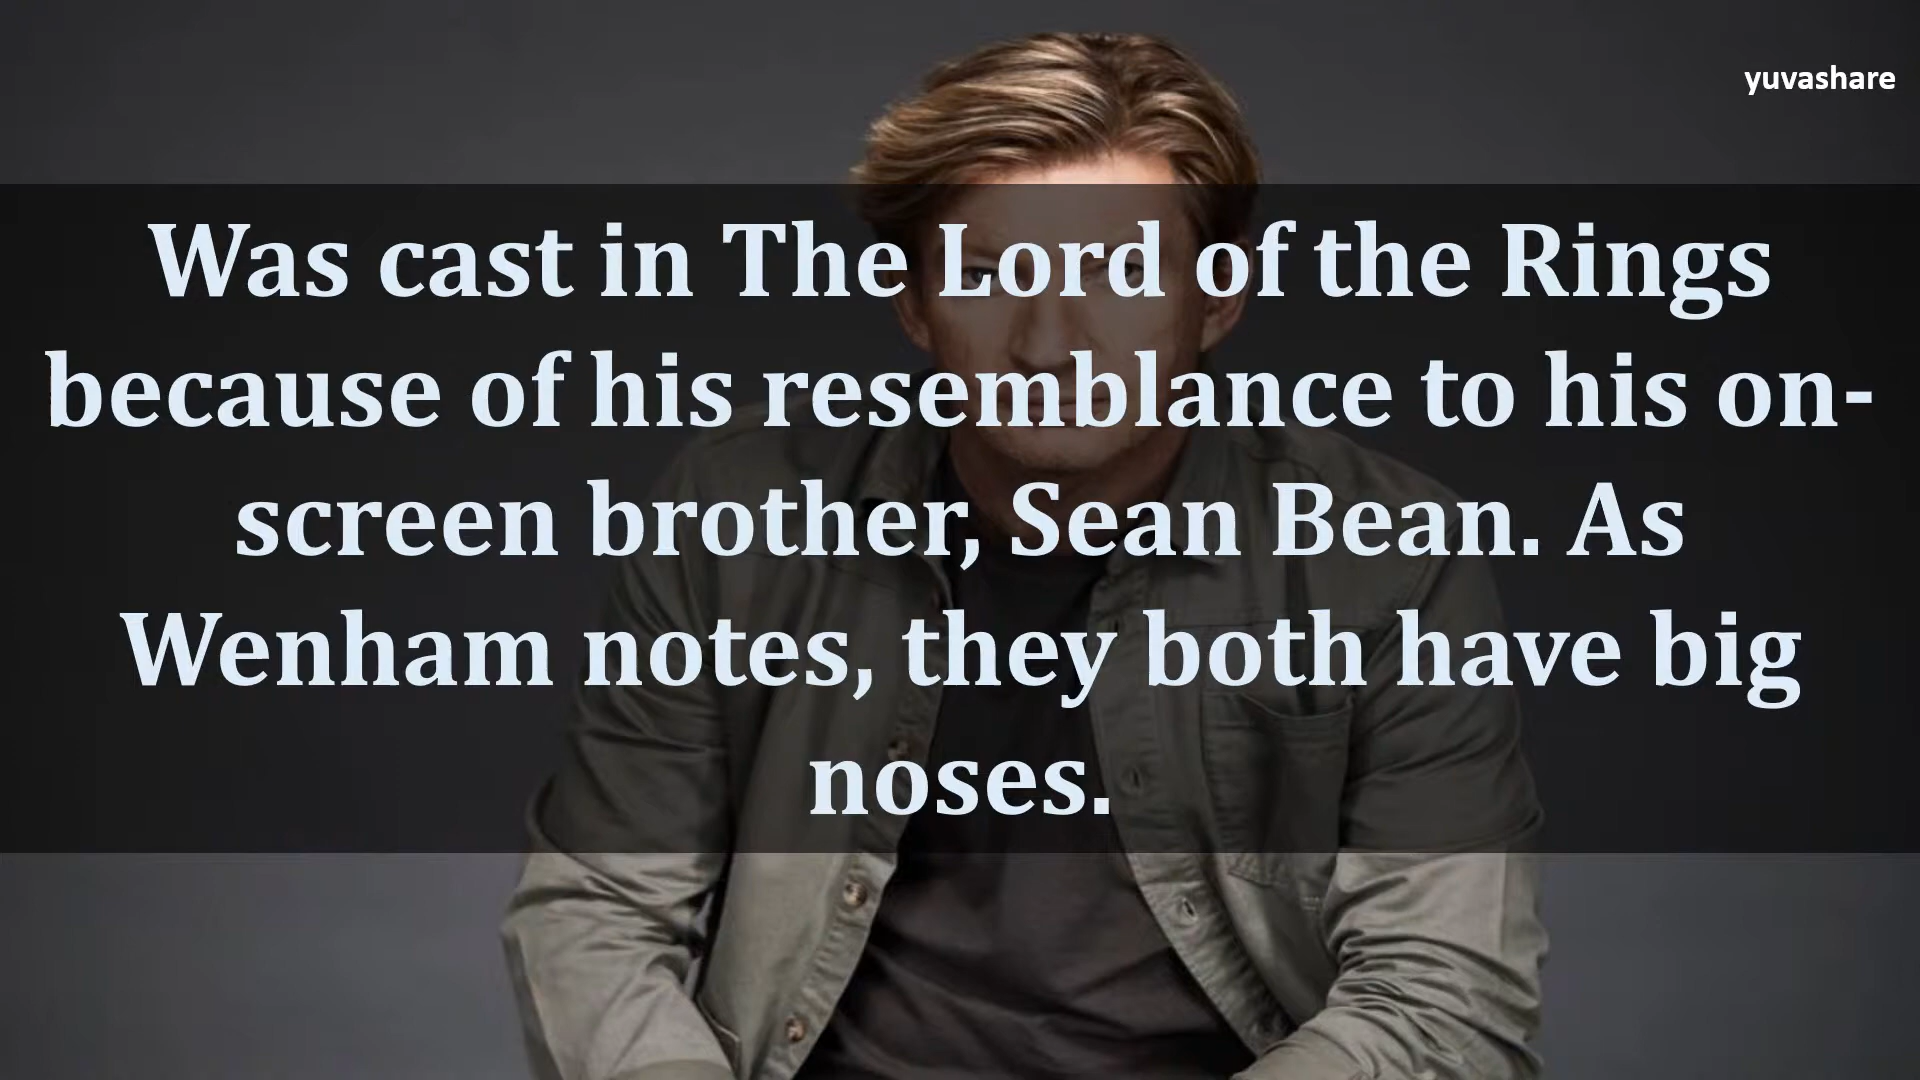 yuvashare
Was cast in The Lord of the Rings
because of his resemblance to his on-
screen brother, Sean Bean. As
Wenham notes, they both have big
noses.